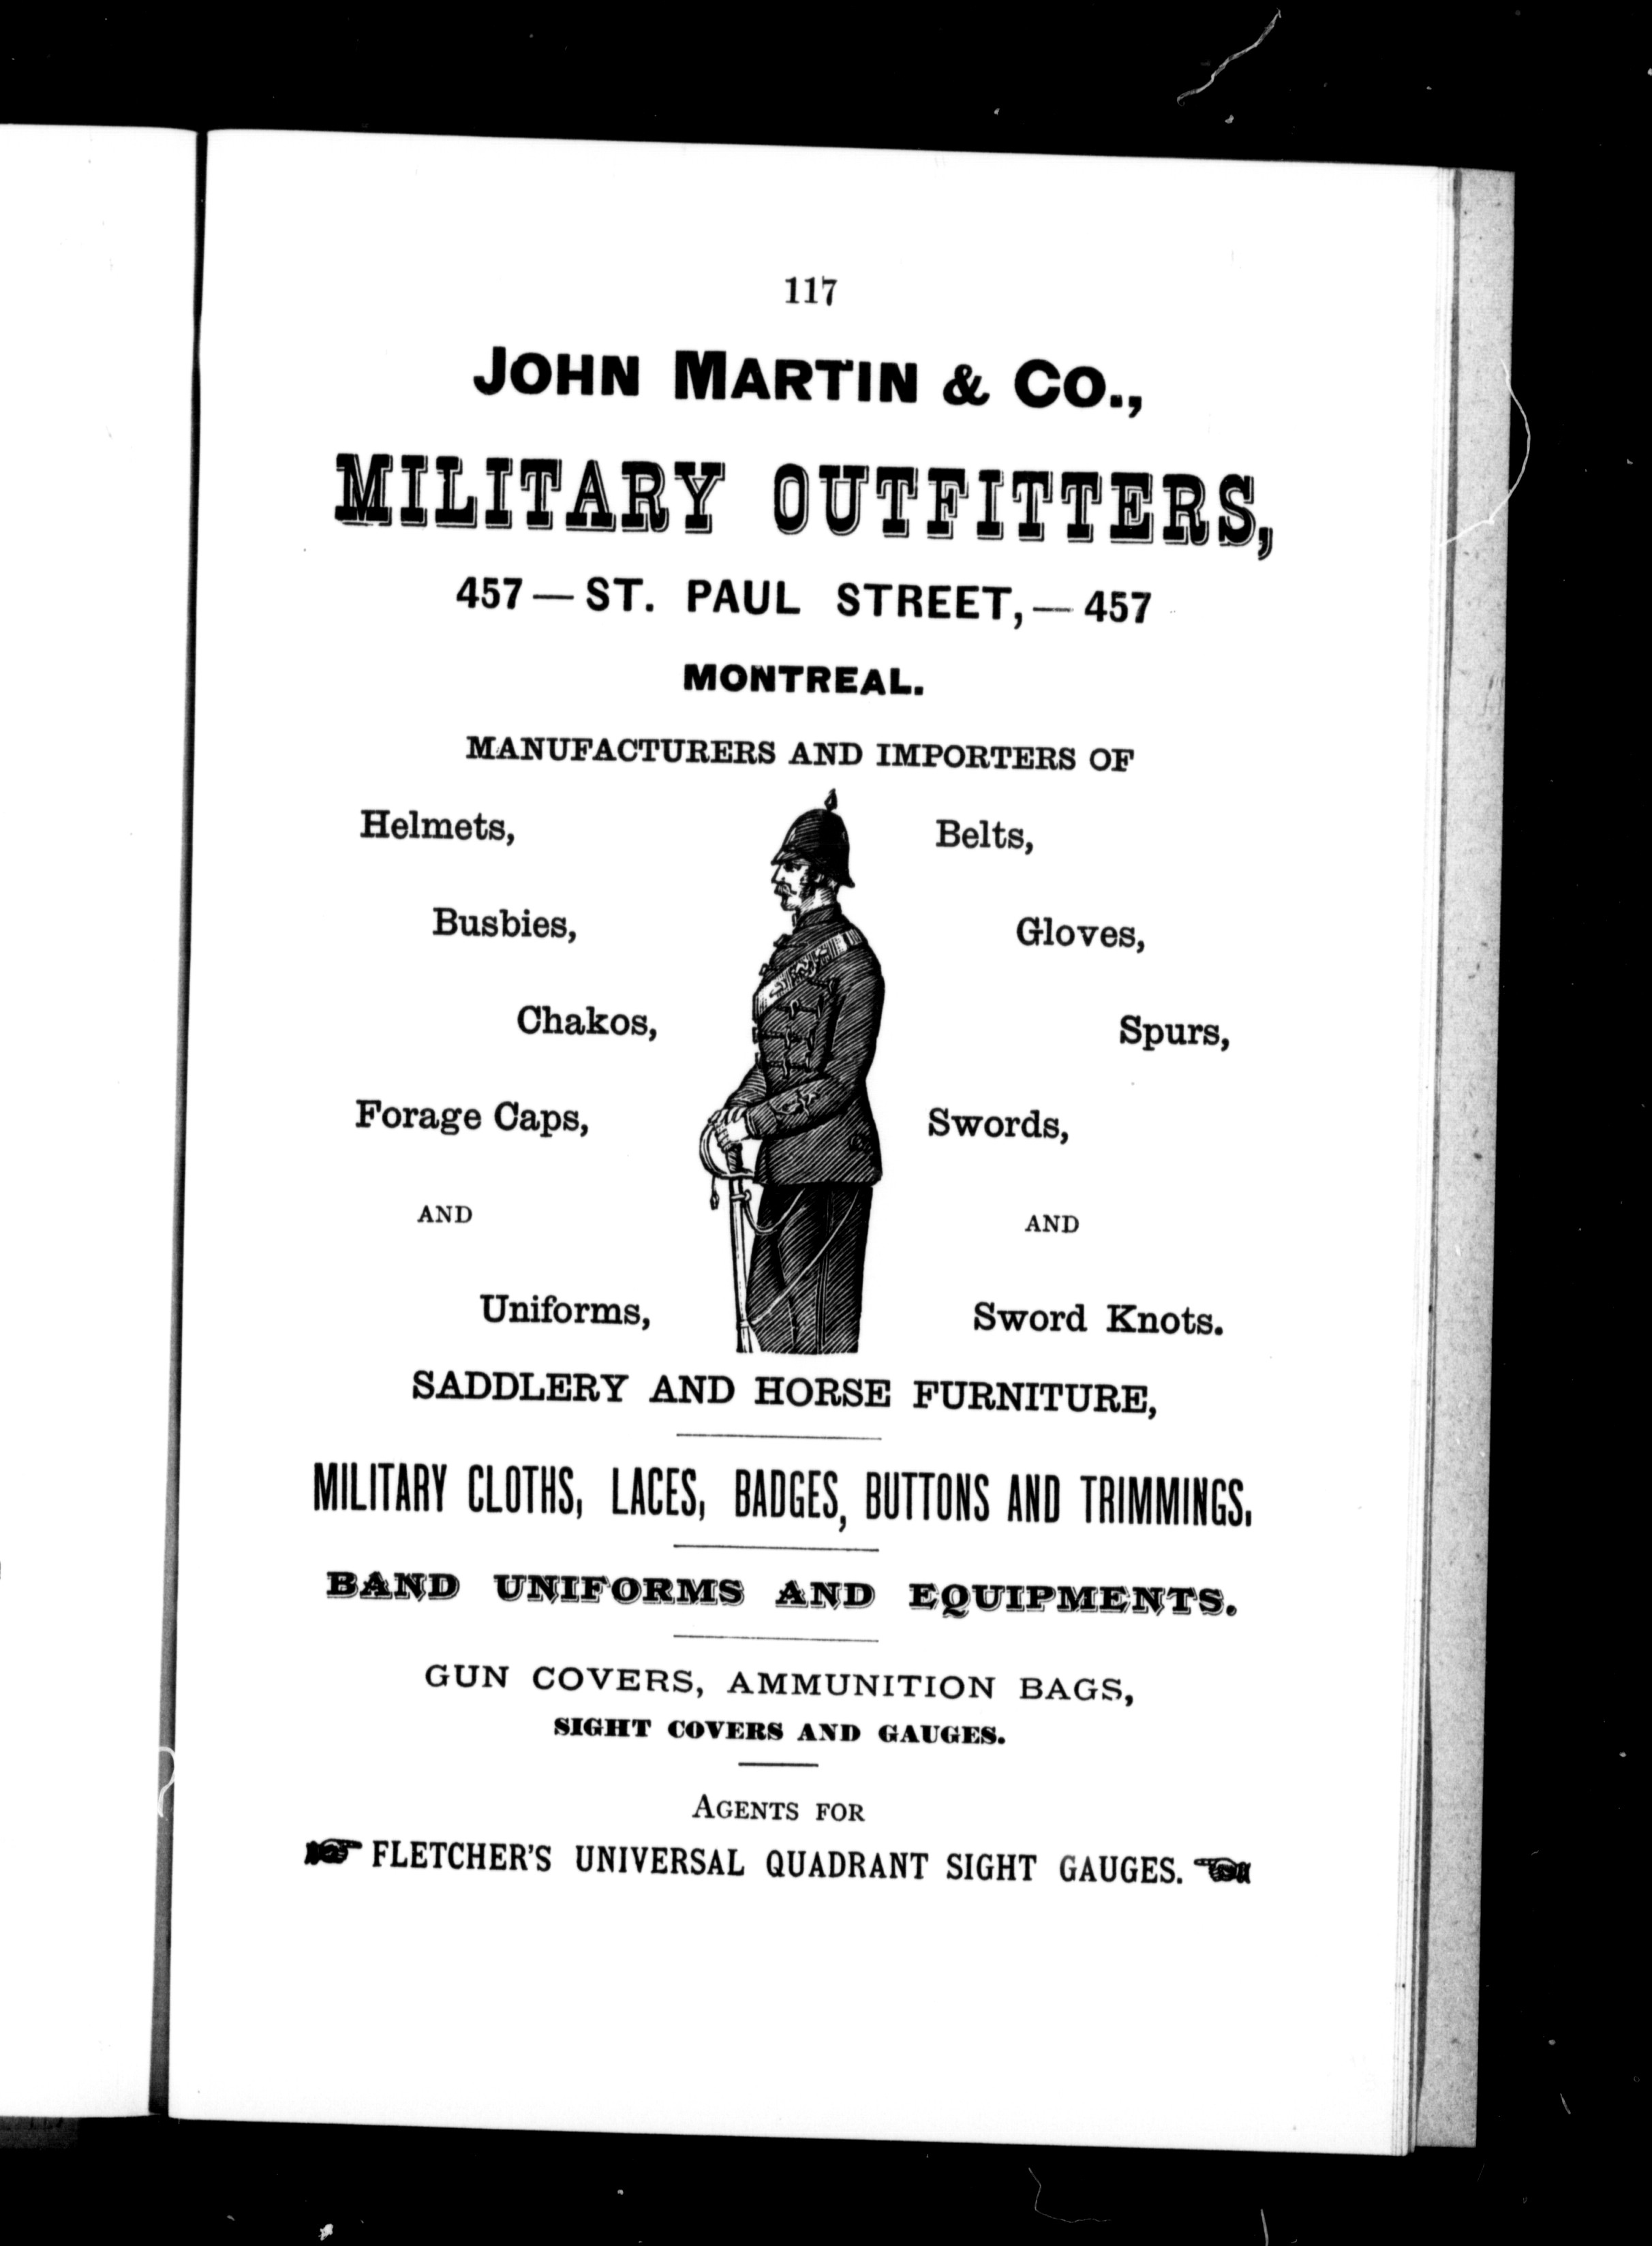 117
JOHN MARTIN & CO.,
MILITARY OUTFITTERS,
457 — ST. PAUL STREET, — 457
MONTREAL.
MANUFACTURERS AND IMPORTERS OF
Helmets,
Busbies,
Chakos,
Forage Caps,
AND
Uniforms,
Belts,
Gloves,
Spurs,
Swords,
AND
Sword Knots.
SADDLERY AND HORSE FURNITURE,
MILITARY CLOTHS, LACES, BADGES, BUTTONS AND TRIMMINGS.
BAND UNIFORMS AND EQUIPMENTS.
GUN COVERS, AMMUNITION BAGS,
SIGHT COVERS AND GAUGES.
AGENTS FOR
☞ FLETCHER'S UNIVERSAL QUADRANT SIGHT GAUGES. ☜